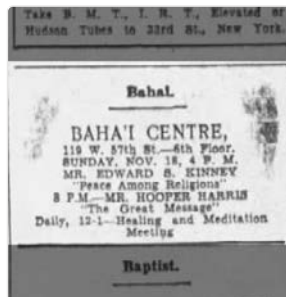 Take B. M. T., I. R. T., Elevated or
Hudson Tubes to 33rd St., New York.
Bahai.
BAHA'I CENTRE,
119 W. 57th St.—6th Floor.
SUNDAY, NOV. 18, 4 P. M.
MR. EDWARD S. KINNEY
"Peace Among Religions"
8 P.M.—MR. HOOPER HARRIS
"The Great Message"
Daily, 12-1—Healing and Meditation
Meeting
Baptist.